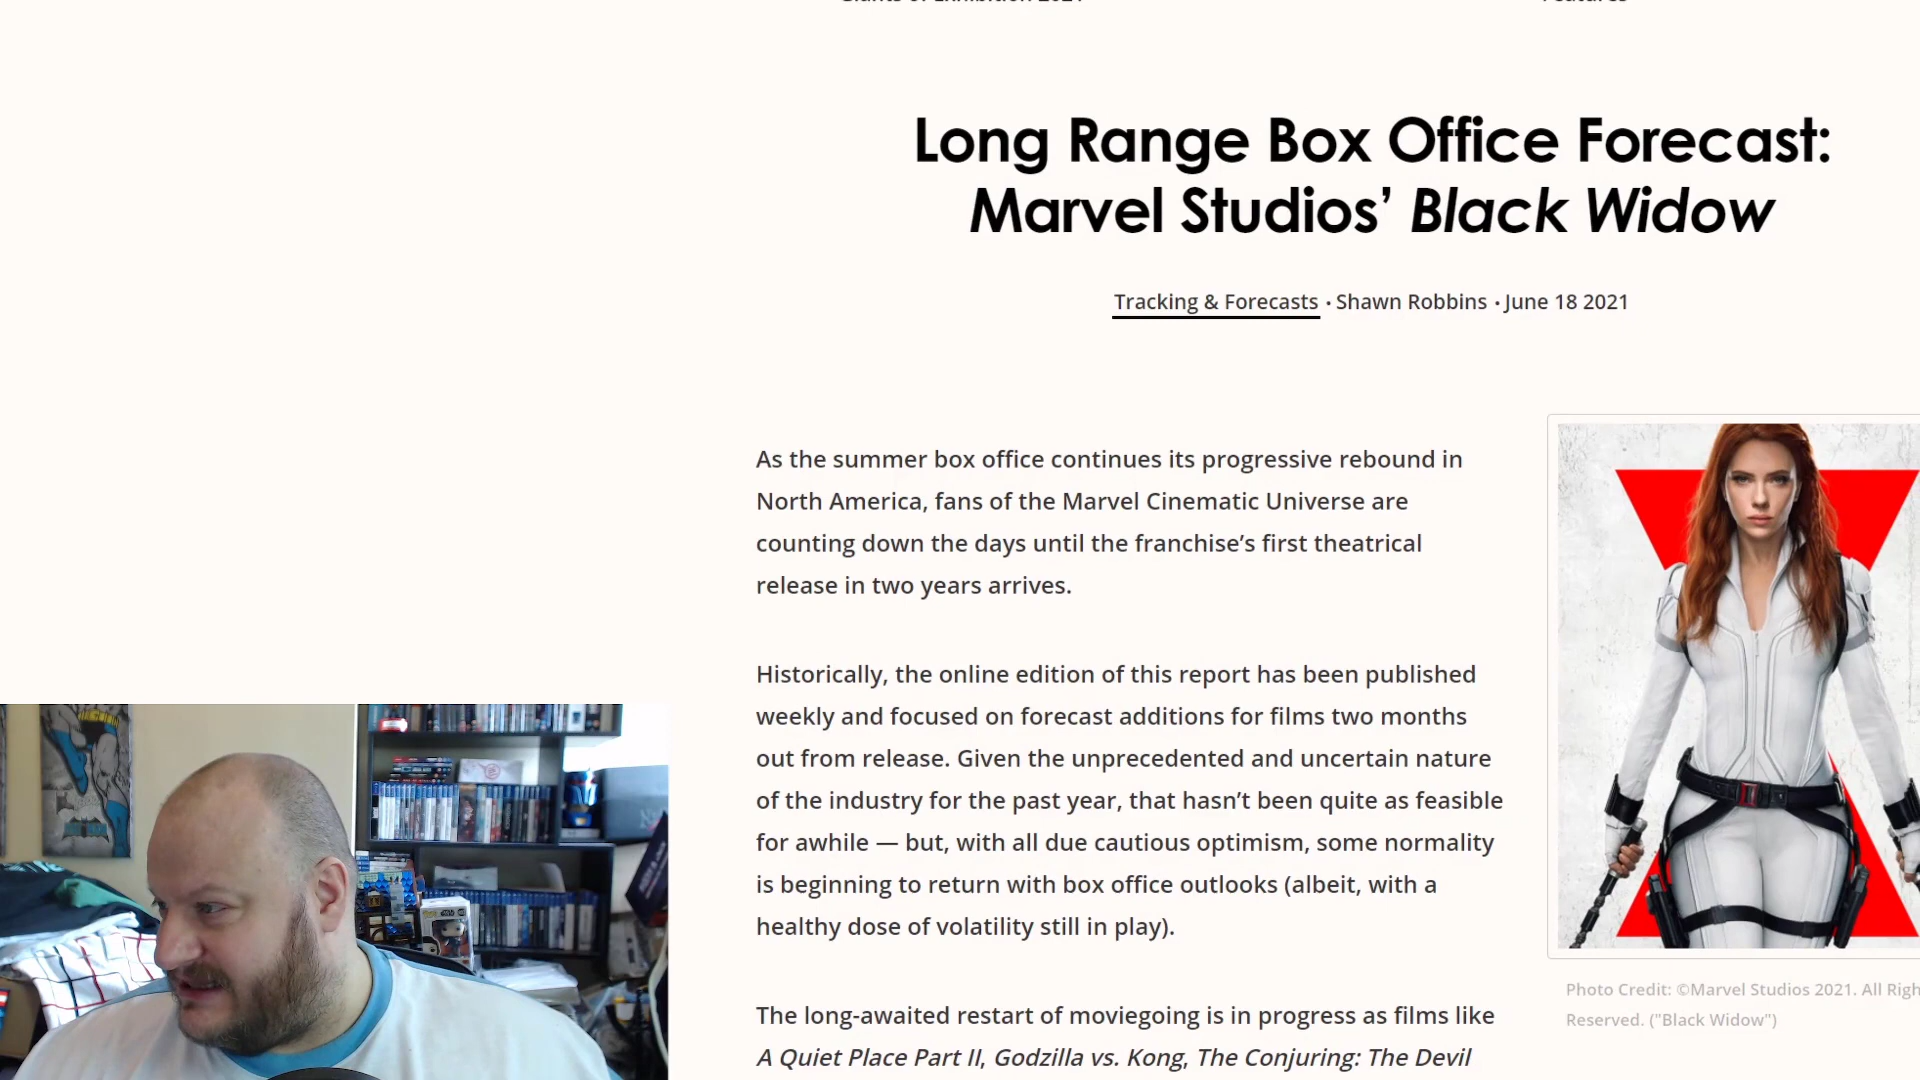 Long Range Box Office Forecast:
Marvel Studios’ Black Widow
Tracking & Forecasts · Shawn Robbins · June 18 2021
As the summer box office continues its progressive rebound in
North America, fans of the Marvel Cinematic Universe are
counting down the days until the franchise’s first theatrical
release in two years arrives.
Historically, the online edition of this report has been published
weekly and focused on forecast additions for films two months
out from release. Given the unprecedented and uncertain nature
of the industry for the past year, that hasn’t been quite as feasible
for awhile — but, with all due cautious optimism, some normality
is beginning to return with box office outlooks (albeit, with a
healthy dose of volatility still in play).
The long-awaited restart of moviegoing is in progress as films like
A Quiet Place Part II, Godzilla vs. Kong, The Conjuring: The Devil
Photo Credit: ©Marvel Studios 2021. All Righ
Reserved. ("Black Widow")